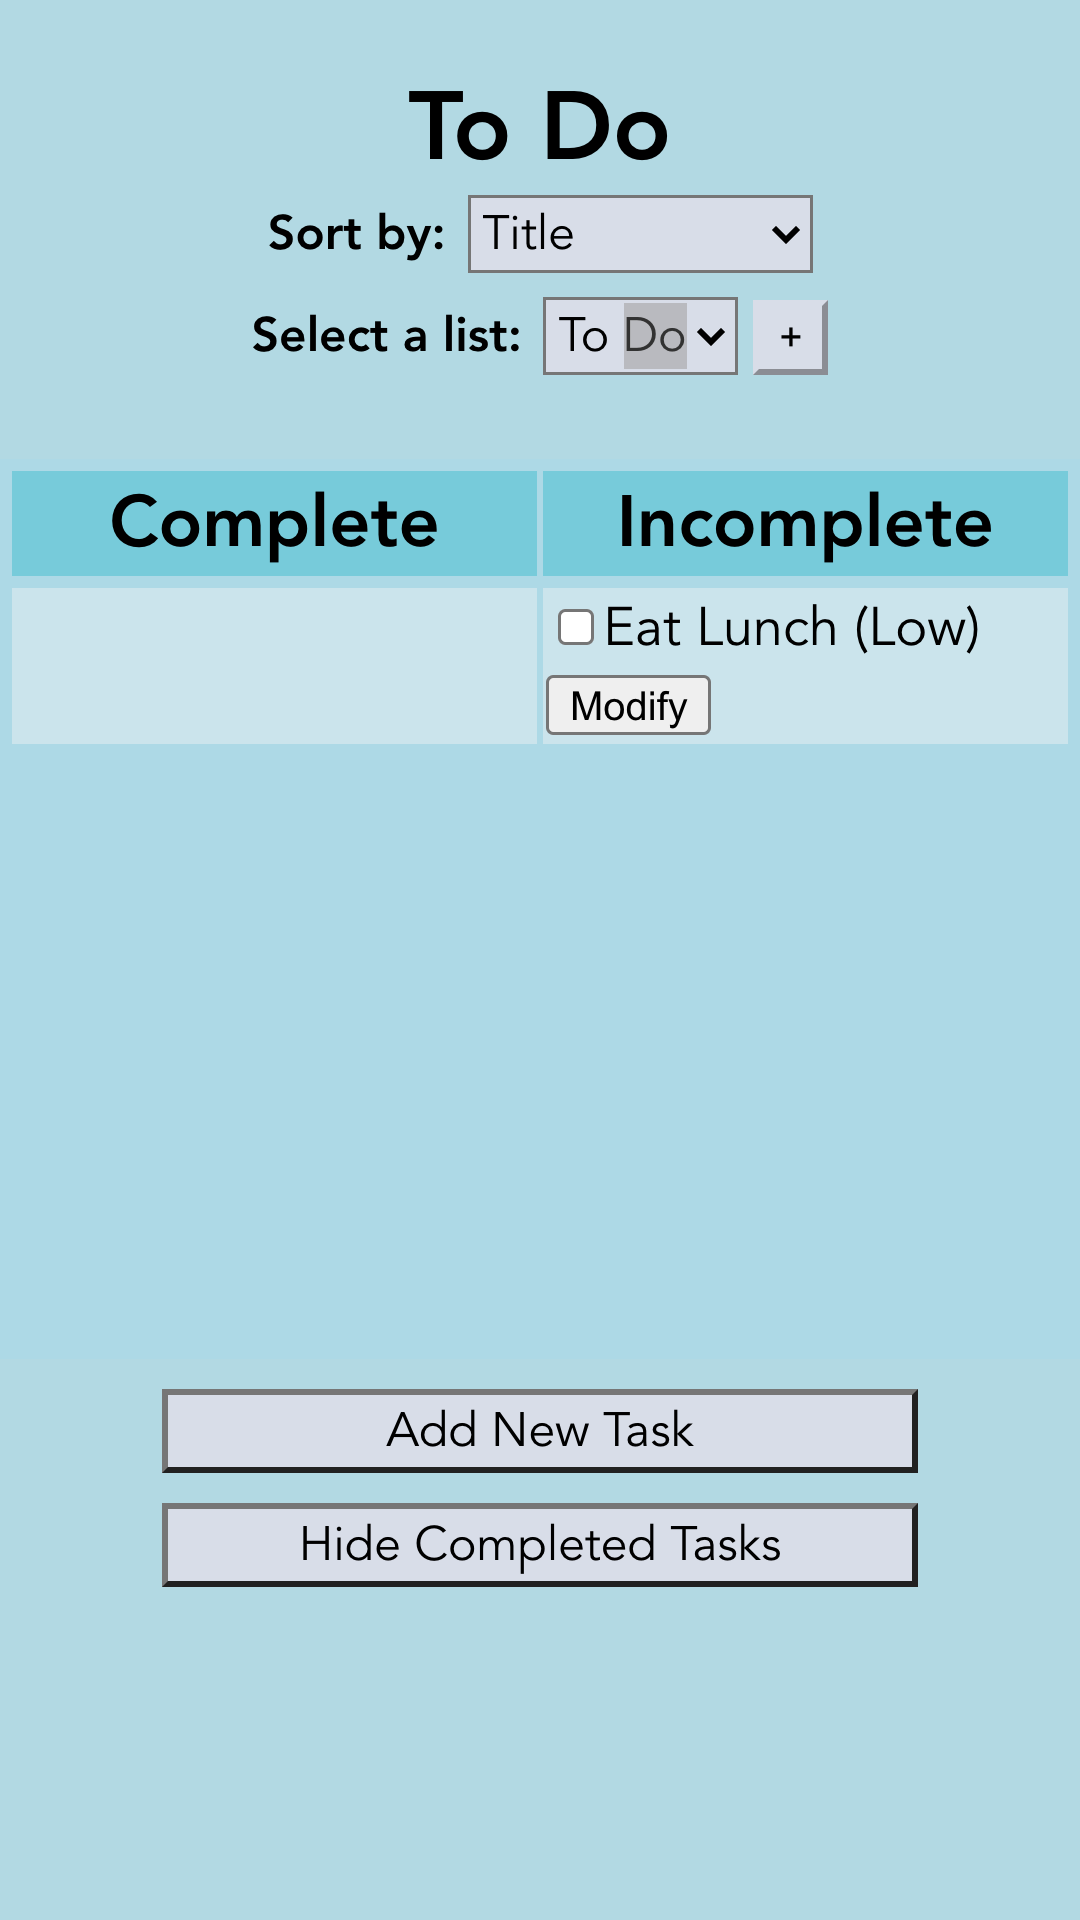 To Do
Sort by: Title
Select a list: To Do +
Complete Incomplete
Eat Lunch (Low)
Modify
Add New Task
Hide Completed Tasks